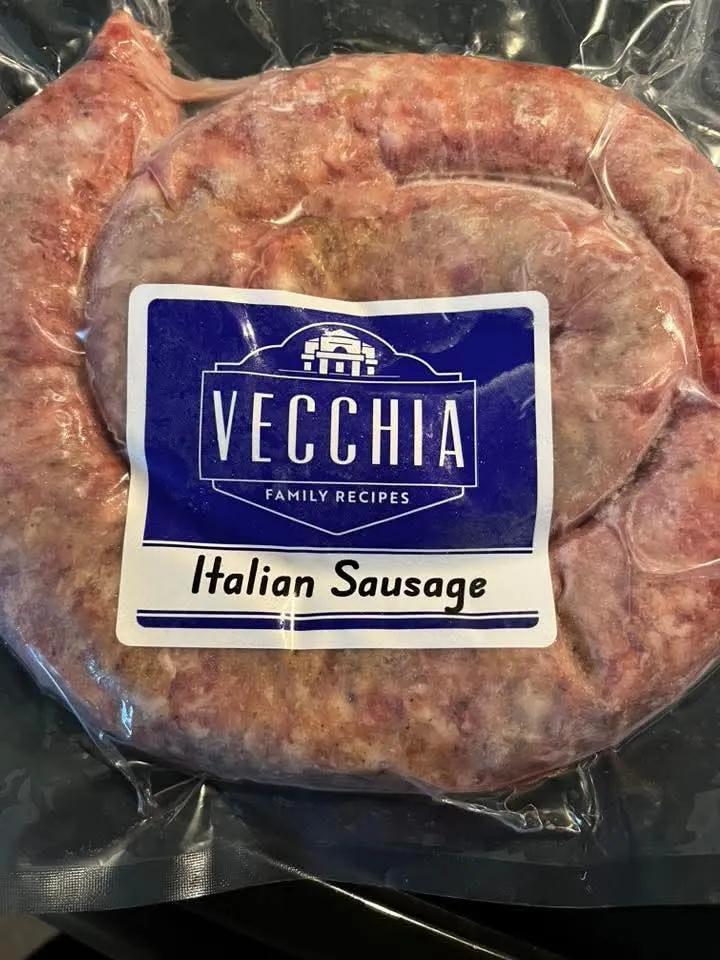 VECCHIA
FAMILY RECIPES
Italian Sausage